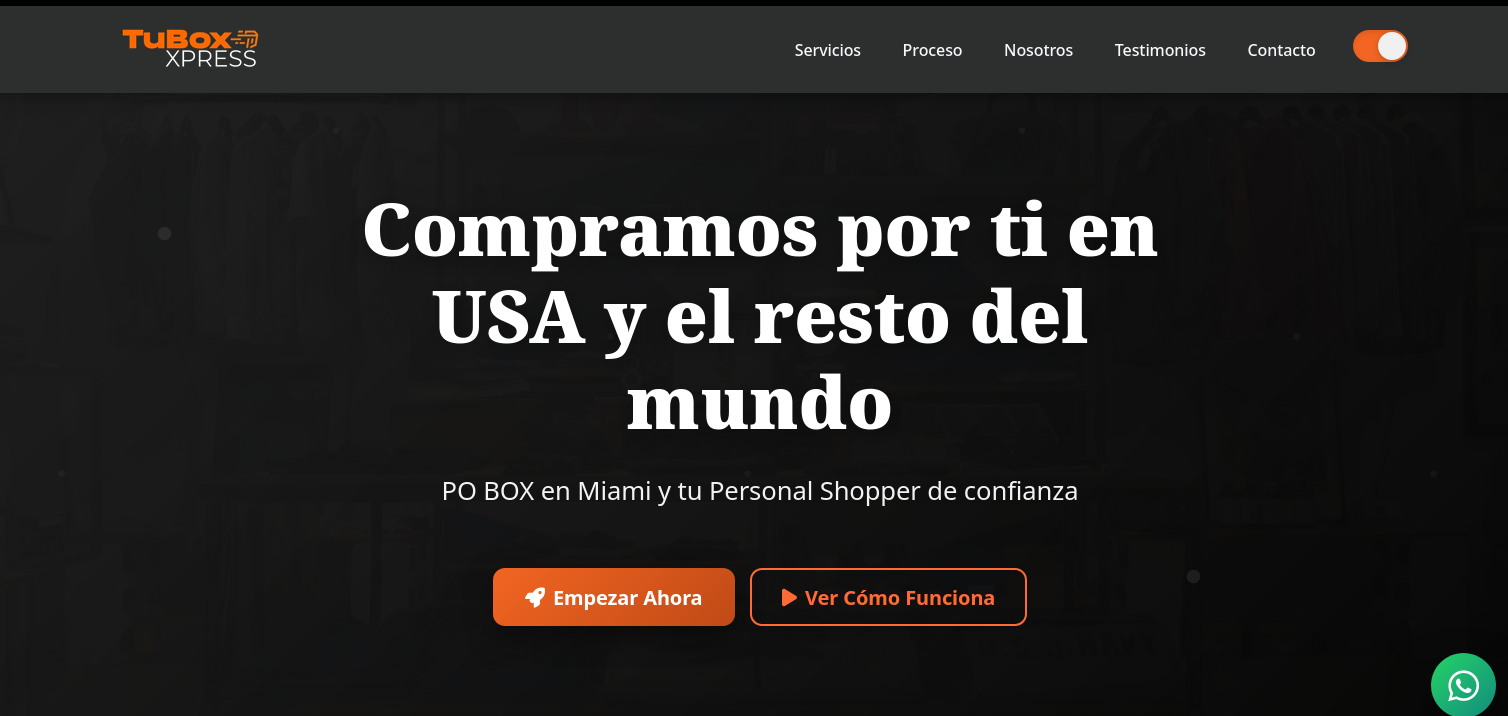 TuBox
XPRESS
Servicios
Proceso
Nosotros
Testimonios
Contacto
Compramos por ti en
USA y el resto del
mundo
PO BOX en Miami y tu Personal Shopper de confianza
Empezar Ahora
Ver Cómo Funciona